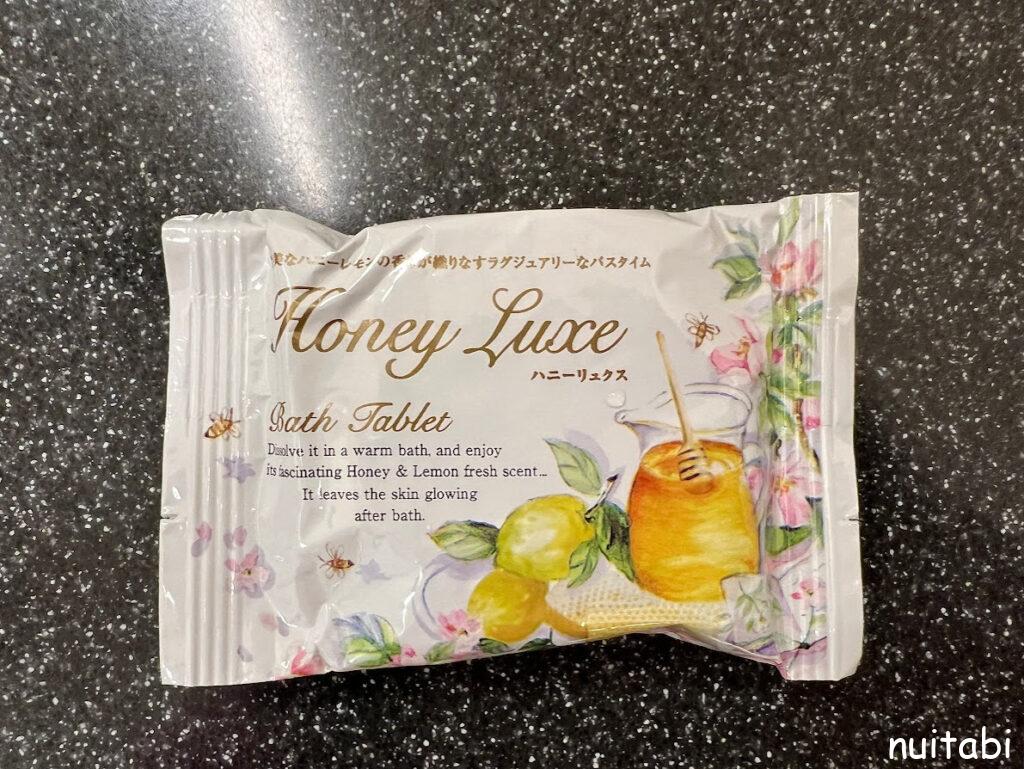 美なハニーレモンの香りが織りなすラグジュアリーなバスタイム
Honey Luxe
ハニーリュクス
Bath Tablet
Dissolve it in a warm bath, and enjoy
its fascinating Honey & Lemon fresh scent...
It leaves the skin glowing
after bath.
nuitabi